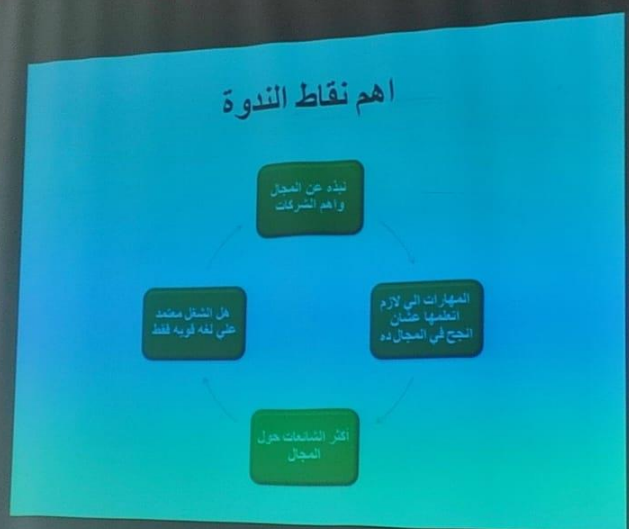 اهم نقاط الندوة
نبذه عن المجال
واهم الشركات
المهارات الي لازم
اتعلمها عشان
انجح في المجال ده
أكثر الشائعات حول
المجال
هل الشغل معتمد
علي لغه قويه فقط